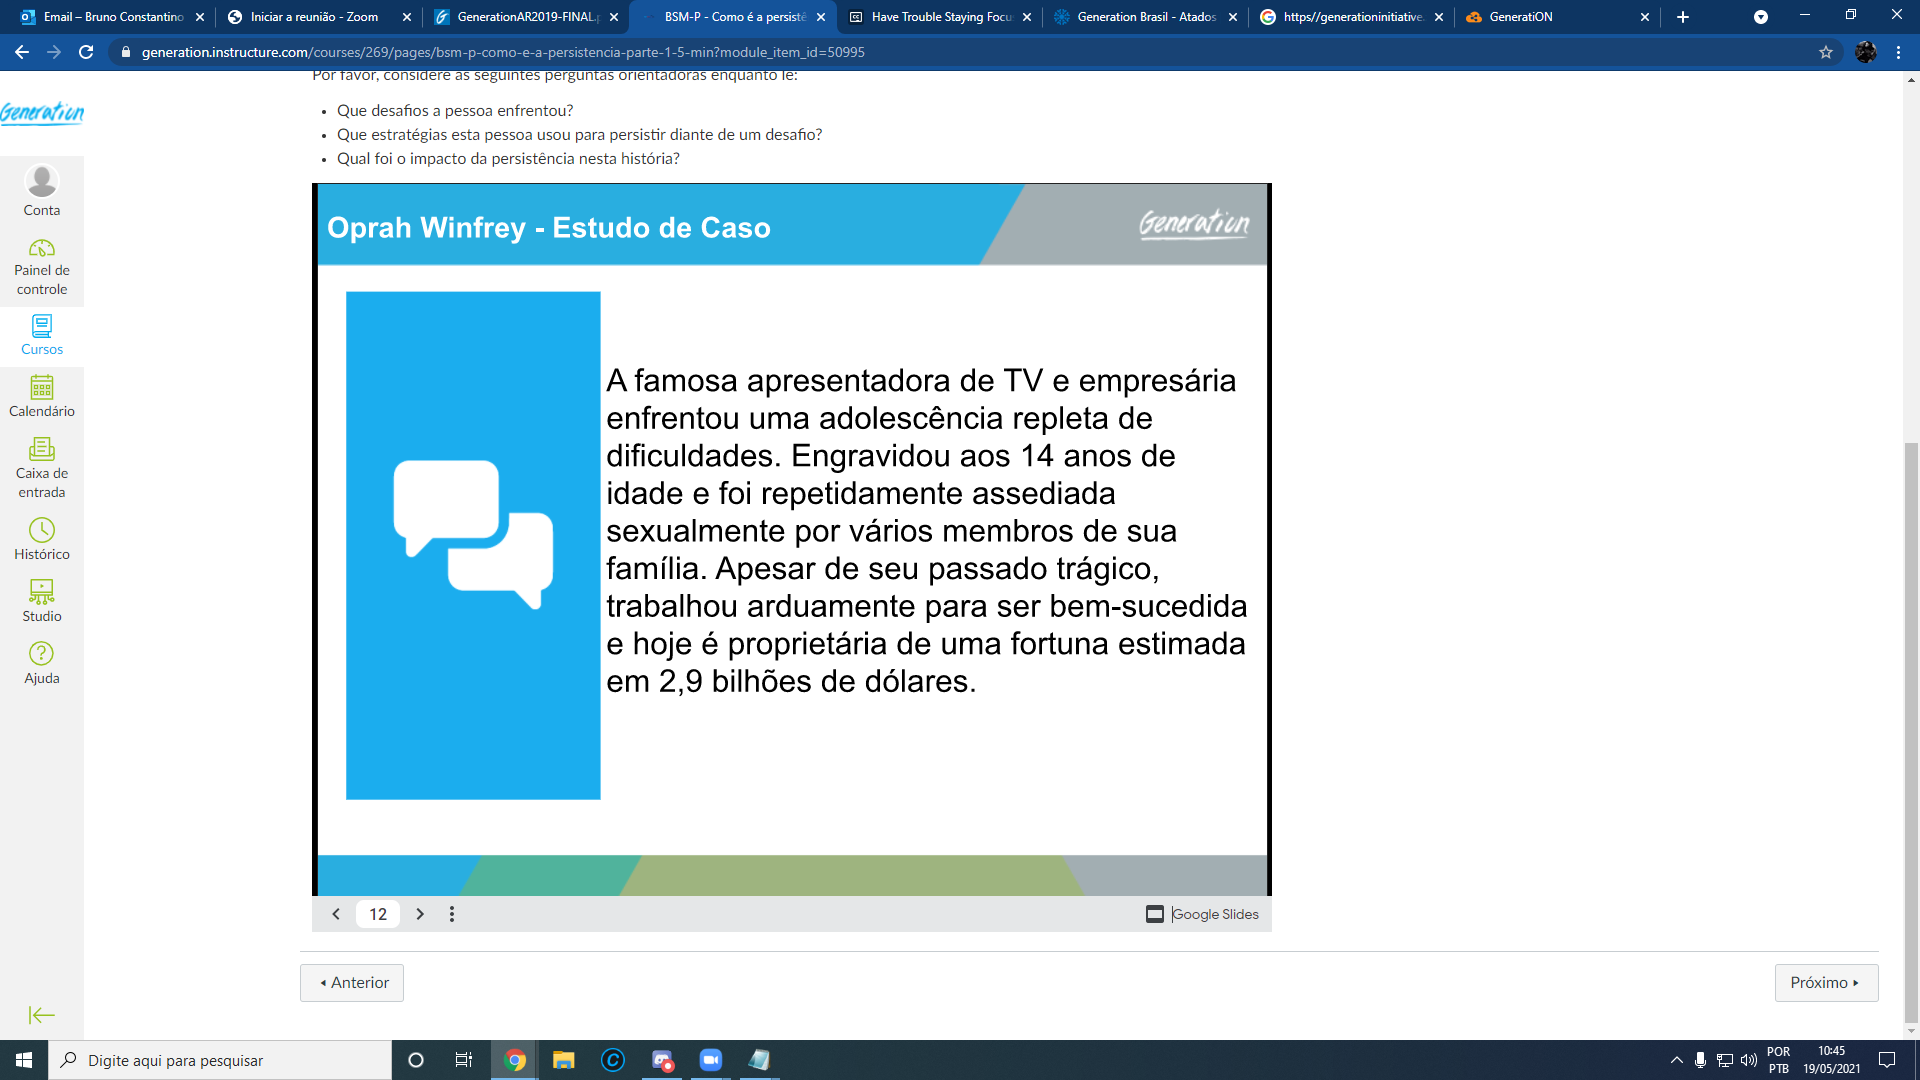 Email – Bruno Constantino
Iniciar a reunião - Zoom
GenerationAR2019-FINAL.p
BSM-P - Como é a persistê
Have Trouble Staying Focu
Generation Brasil - Atados
https//generationinitiative.
GeneratiON
generation.instructure.com/courses/269/pages/bsm-p-como-e-a-persistencia-parte-1-5-min?module_item_id=50995
Por favor, considere as seguintes perguntas orientadoras enquanto lê:
• Que desafios a pessoa enfrentou?
• Que estratégias esta pessoa usou para persistir diante de um desafio?
• Qual foi o impacto da persistência nesta história?
Generation
Conta
Painel de
controle
Cursos
Calendário
Caixa de
entrada
Histórico
Studio
Ajuda
Oprah Winfrey - Estudo de Caso
Generation
A famosa apresentadora de TV e empresária
enfrentou uma adolescência repleta de
dificuldades. Engravidou aos 14 anos de
idade e foi repetidamente assediada
sexualmente por vários membros de sua
família. Apesar de seu passado trágico,
trabalhou arduamente para ser bem-sucedida
e hoje é proprietária de uma fortuna estimada
em 2,9 bilhões de dólares.
12
Google Slides
Anterior
Próximo
Digite aqui para pesquisar
POR
PTB
10:45
19/05/2021